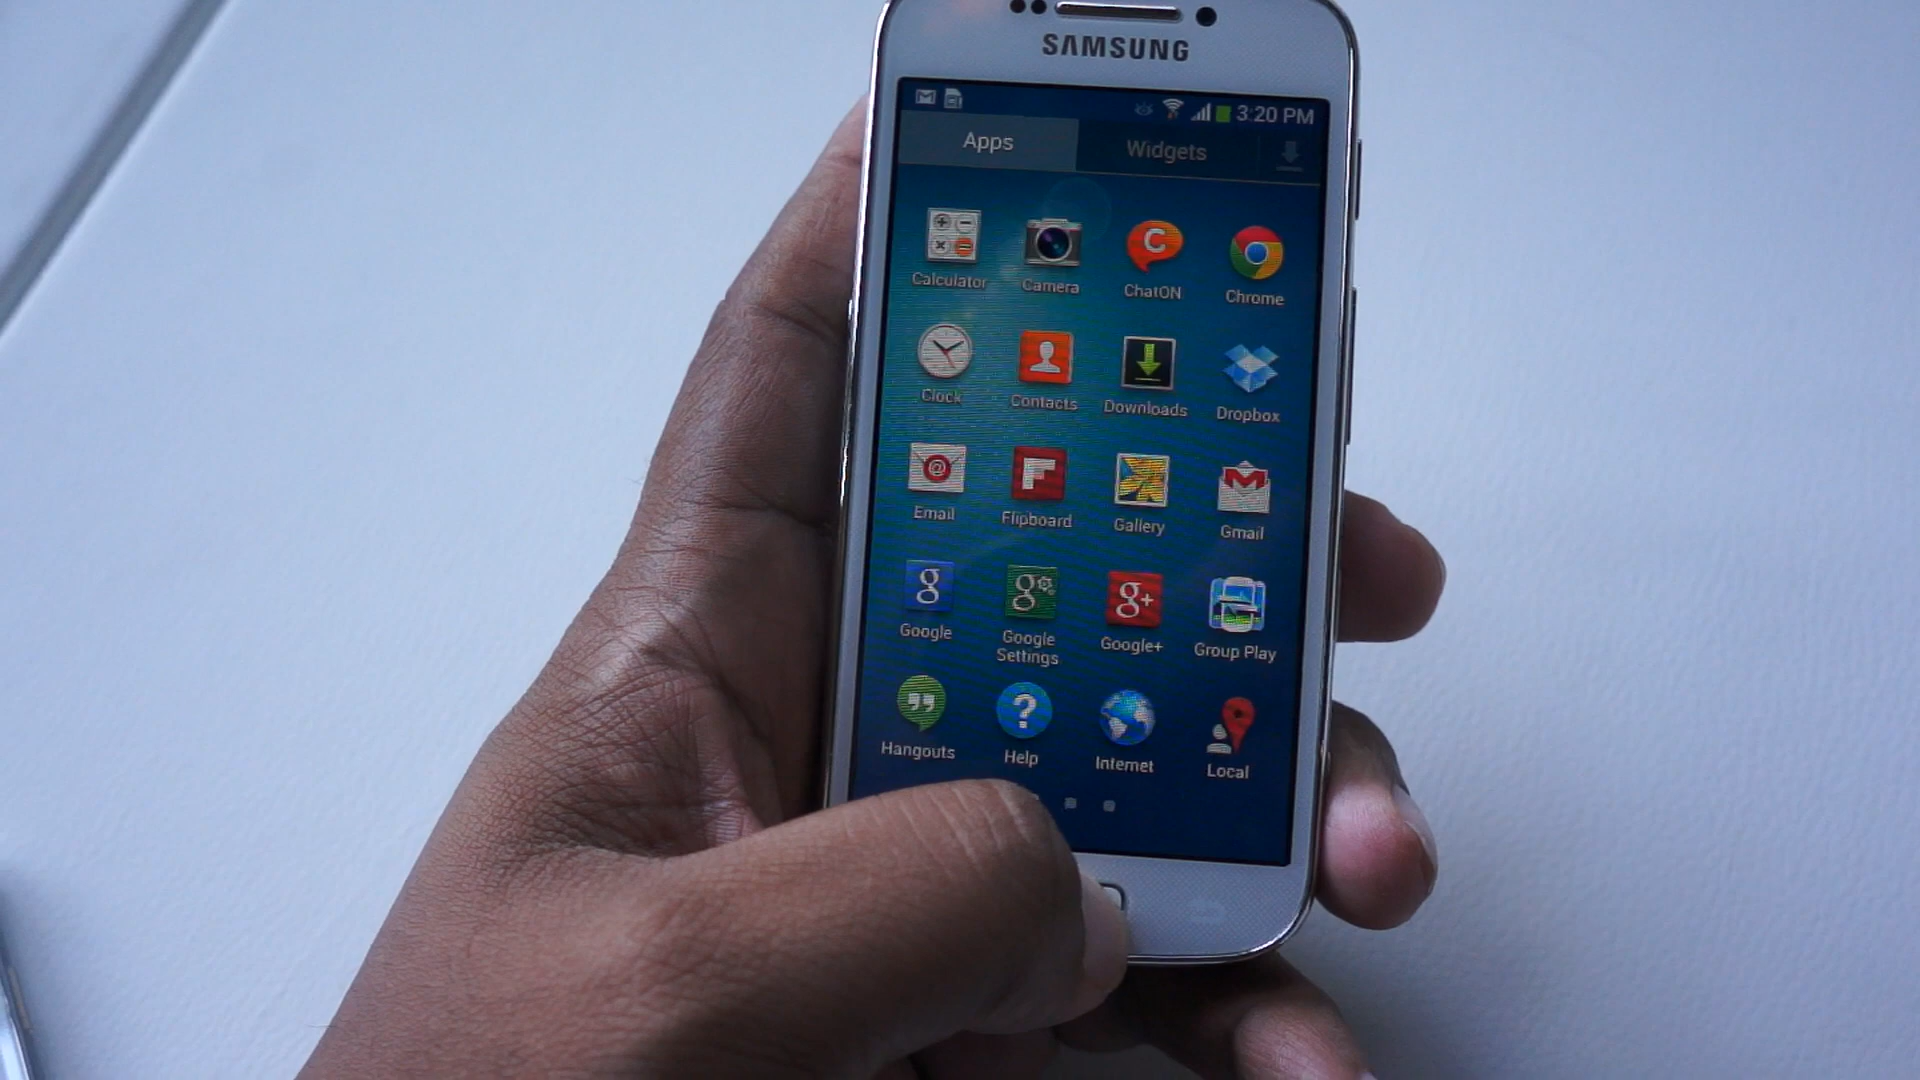 SAMSUNG
3:20 PM
Apps Widgets
Calculator Camera ChatON Chrome
Clock Contacts Downloads Dropbox
Email Flipboard Gallery Gmail
Google Google Settings Google+ Group Play
Hangouts Help Internet Local